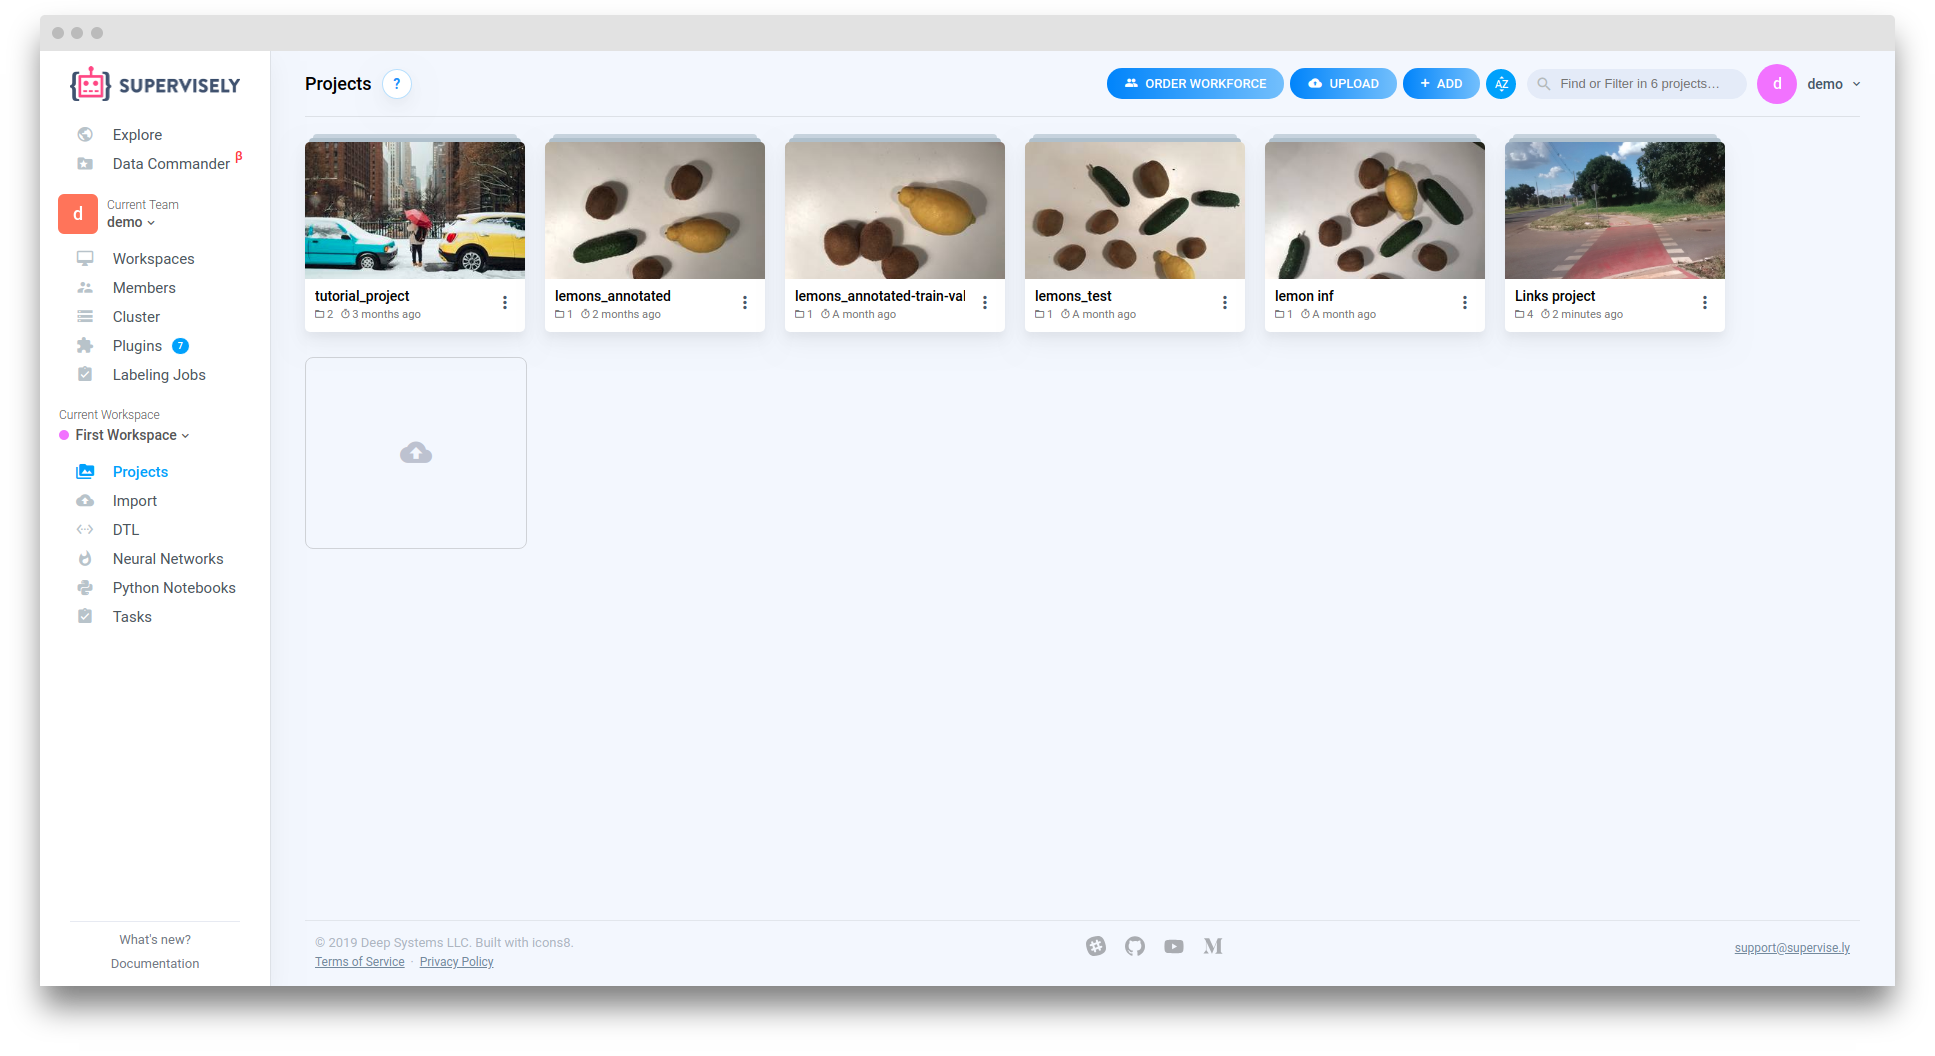 SUPERVISELY
Explore
Data Commander β
d
Current Team
demo
Workspaces
Members
Cluster
Plugins 7
Labeling Jobs
Current Workspace
First Workspace
Projects
Import
DTL
Neural Networks
Python Notebooks
Tasks
What's new?
Documentation
Projects ?
ORDER WORKFORCE UPLOAD + ADD AZ Find or Filter in 6 projects… d demo
tutorial_project
2 3 months ago
lemons_annotated
1 2 months ago
lemons_annotated-train-val
1 A month ago
lemons_test
1 A month ago
lemon inf
1 A month ago
Links project
4 2 minutes ago
© 2019 Deep Systems LLC. Built with icons8.
Terms of Service · Privacy Policy
support@supervise.ly